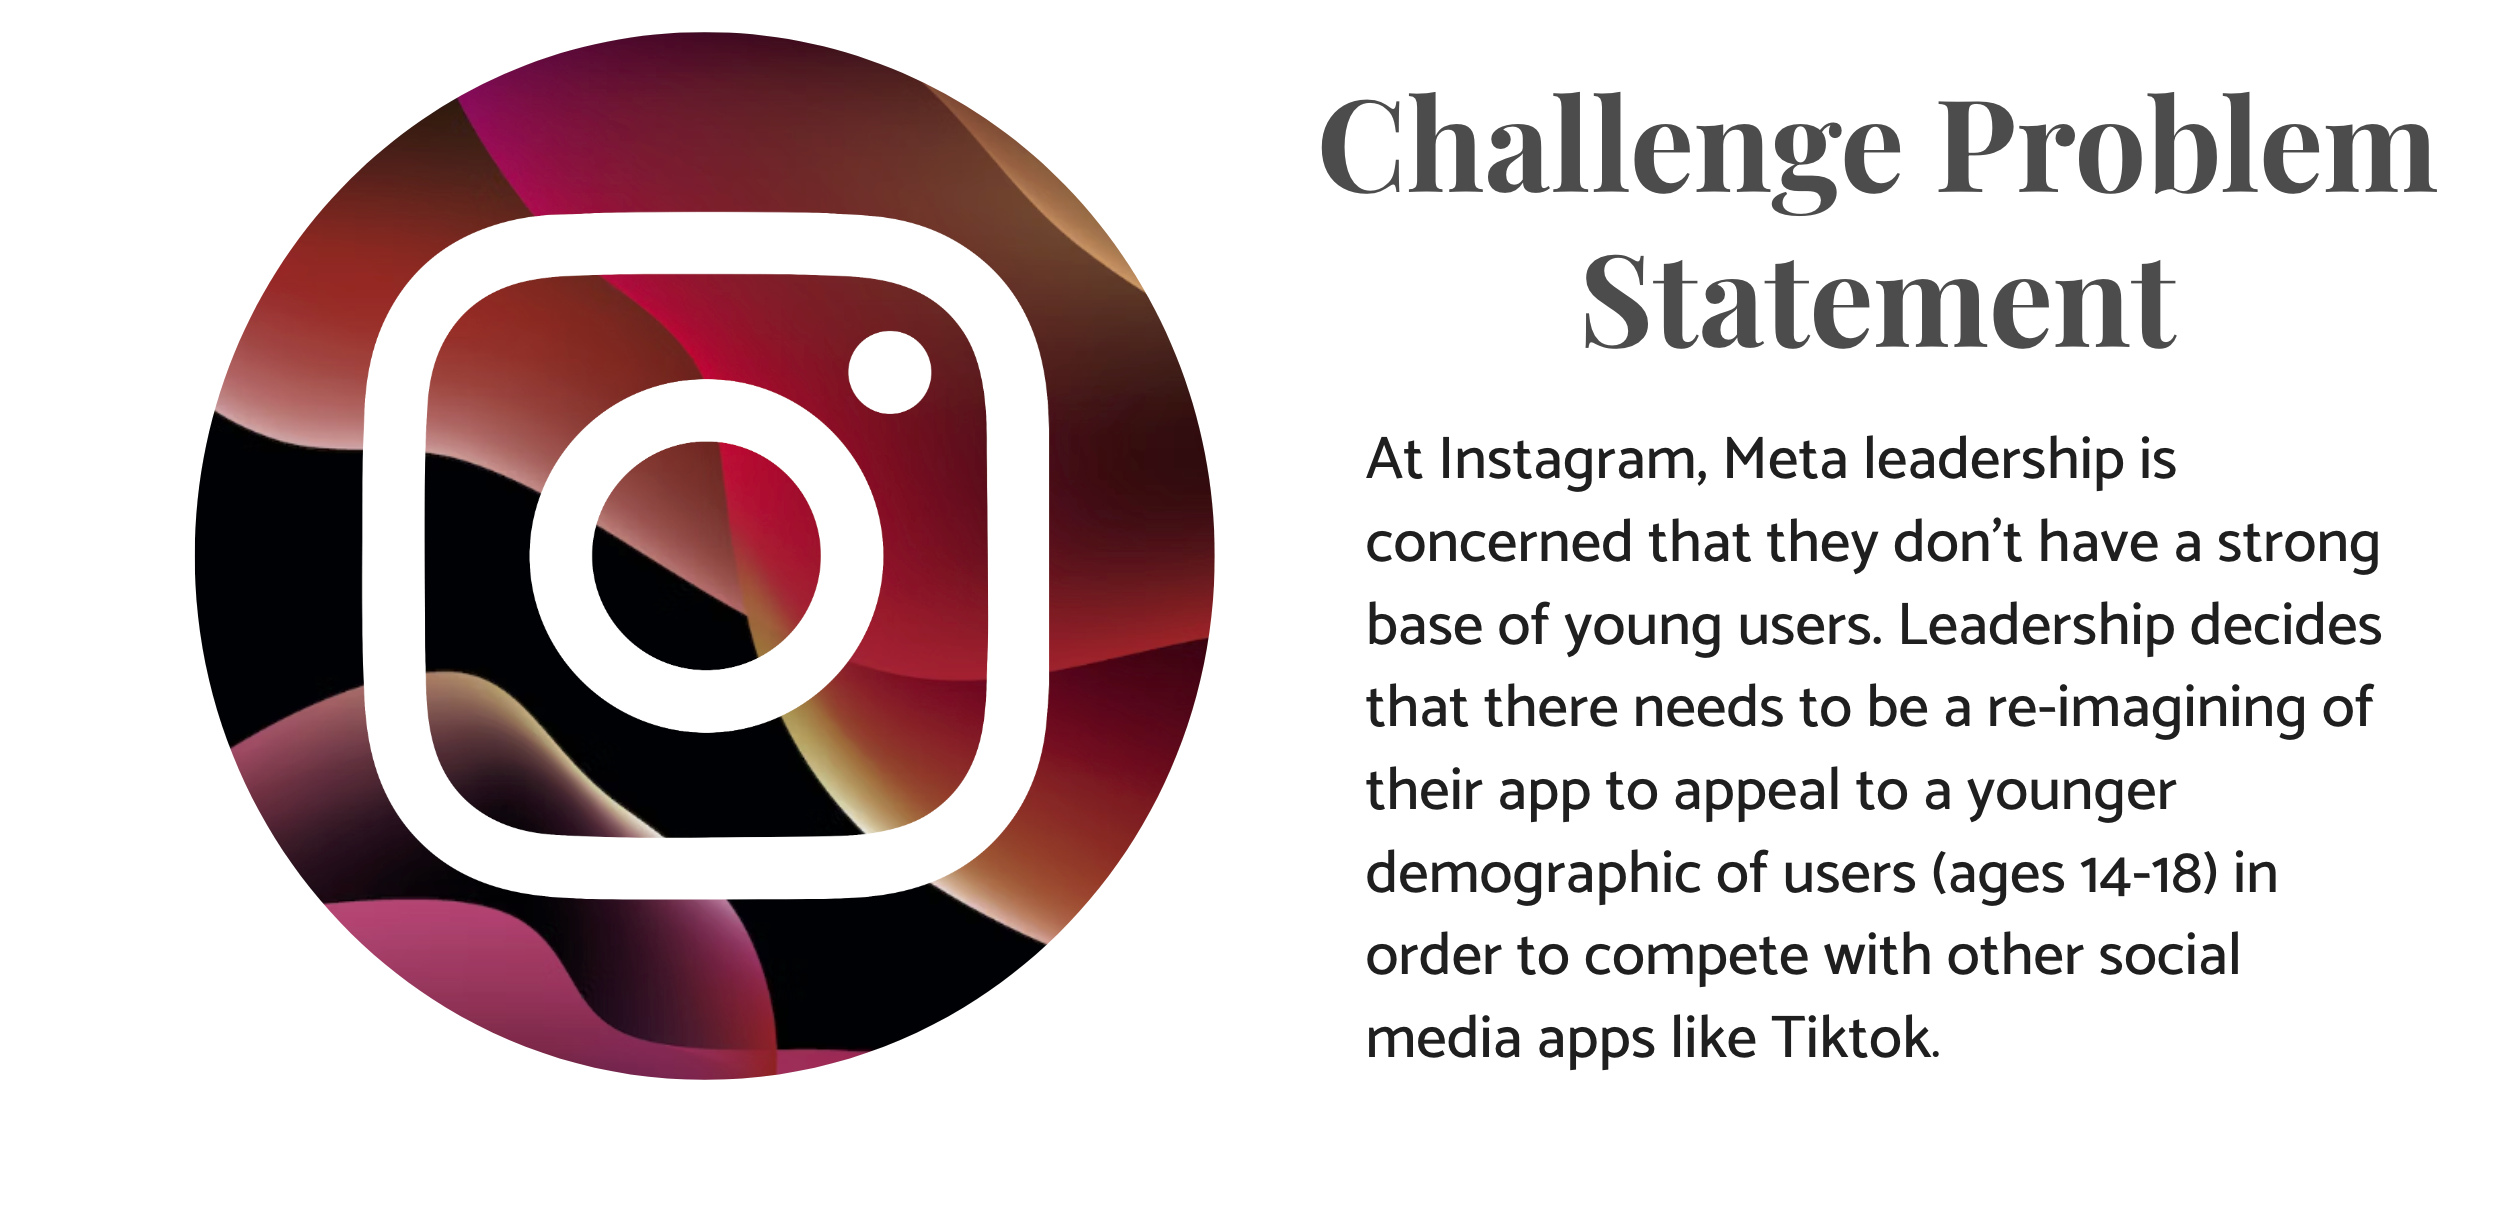 Challenge Problem
Statement
At Instagram, Meta leadership is
concerned that they don’t have a strong
base of young users. Leadership decides
that there needs to be a re-imagining of
their app to appeal to a younger
demographic of users (ages 14-18) in
order to compete with other social
media apps like Tiktok.